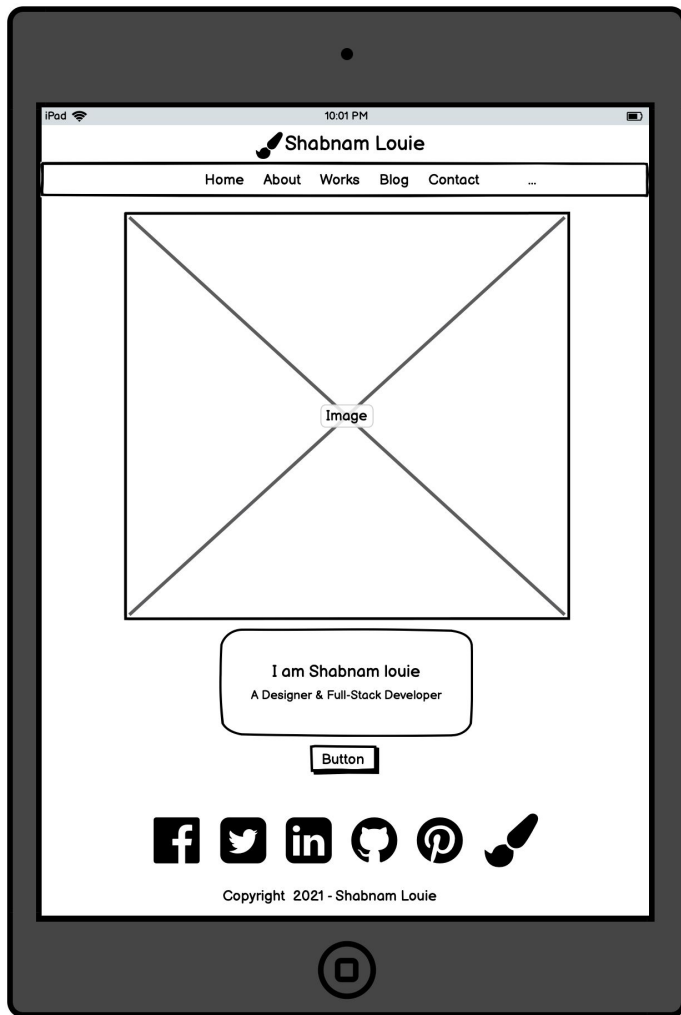 iPad 10:01 PM
Shabnam Louie
Home About Works Blog Contact ...
Image
I am Shabnam louie
A Designer & Full-Stack Developer
Button
Copyright 2021 - Shabnam Louie